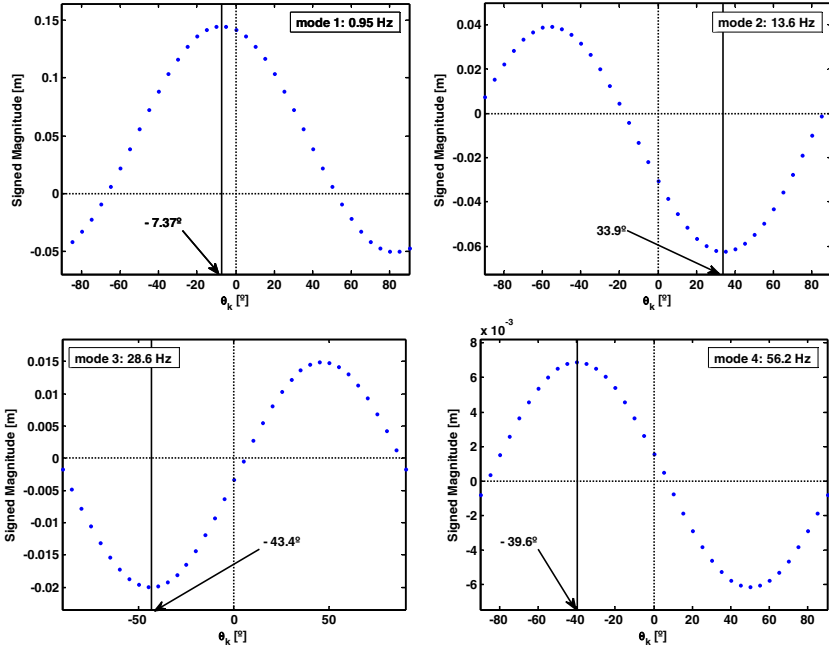 mode 1: 0.95 Hz
Signed Magnitude [m]
0.15
0.1
0.05
0
-0.05
- 7.37º
-80 -60 -40 -20 0 20 40 60 80
θk [º]
mode 2: 13.6 Hz
Signed Magnitude [m]
0.04
0.02
0
-0.02
-0.04
-0.06
33.9º
-80 -60 -40 -20 0 20 40 60 80
θk [º]
mode 3: 28.6 Hz
Signed Magnitude [m]
0.015
0.01
0.005
0
-0.005
-0.01
-0.015
-0.02
- 43.4º
-50 0 50
θk [º]
x 10-3
mode 4: 56.2 Hz
Signed Magnitude [m]
8
6
4
2
0
-2
-4
-6
- 39.6º
-80 -60 -40 -20 0 20 40 60 80
θk [º]